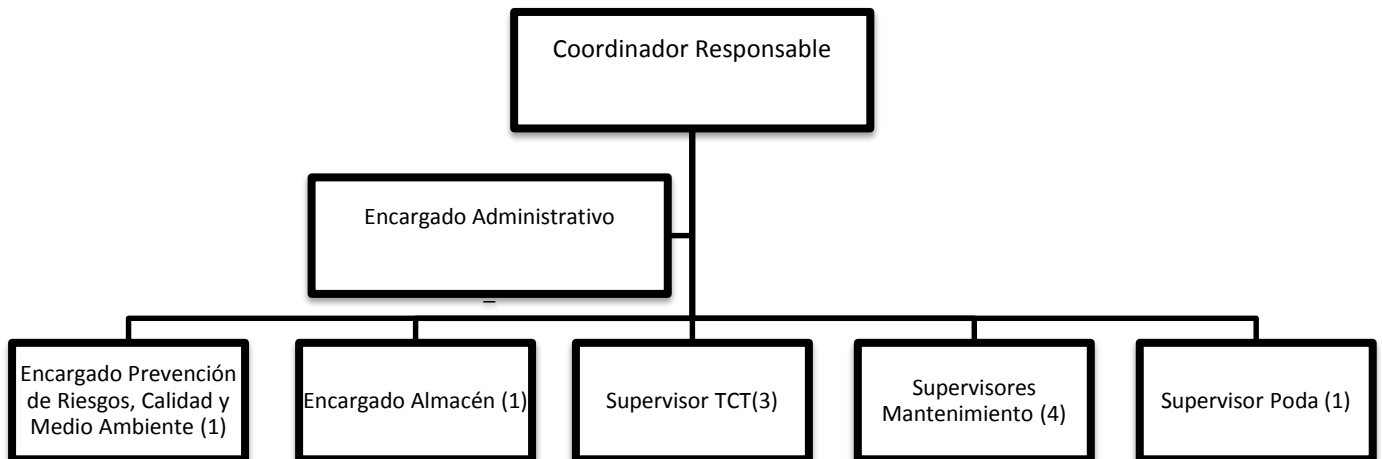 Coordinador Responsable
Encargado Administrativo
_
Encargado Prevención
de Riesgos, Calidad y
Medio Ambiente (1)
Encargado Almacén (1)
Supervisor TCT(3)
Supervisores
Mantenimiento (4)
Supervisor Poda (1)